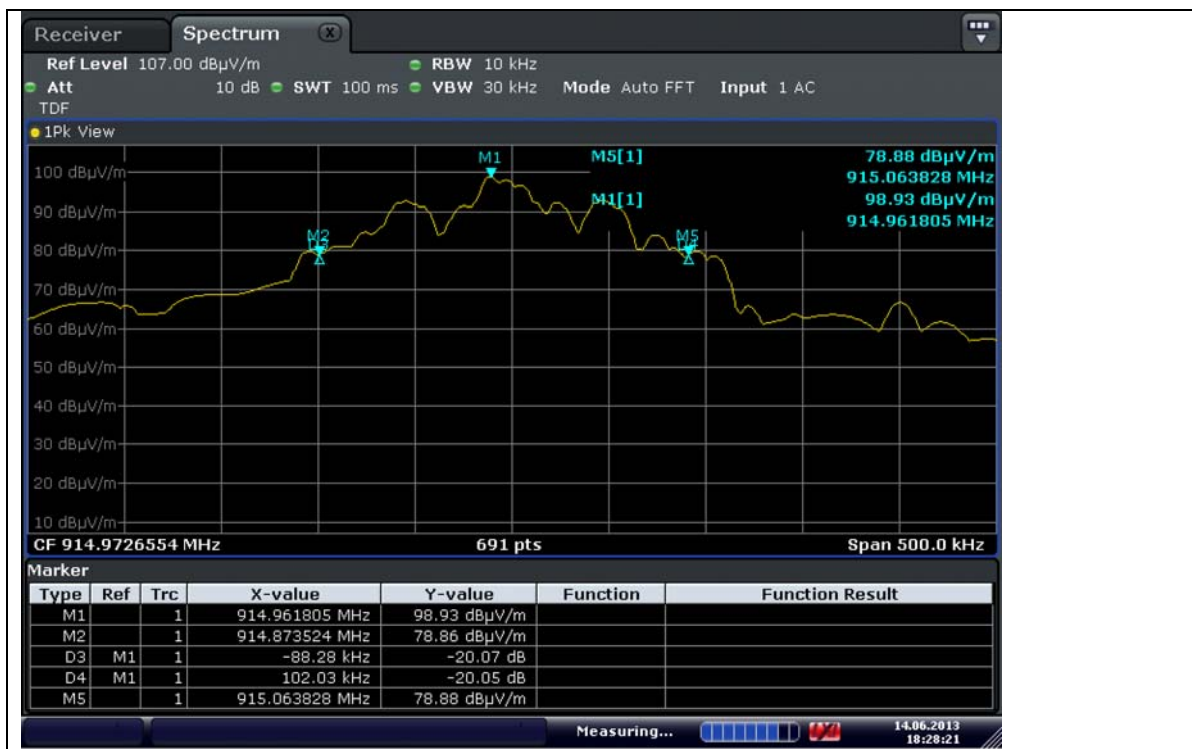 Receiver Spectrum X
Ref Level 107.00 dBµV/m RBW 10 kHz
Att 10 dB SWT 100 ms VBW 30 kHz Mode Auto FFT Input 1 AC
TDF
1Pk View
M1 M5[1] 78.88 dBµV/m
915.063828 MHz
M1[1] 98.93 dBµV/m
914.961805 MHz
100 dBµV/m
90 dBµV/m
M2 M5
80 dBµV/m
70 dBµV/m
60 dBµV/m
50 dBµV/m
40 dBµV/m
30 dBµV/m
20 dBµV/m
10 dBµV/m
CF 914.9726554 MHz 691 pts Span 500.0 kHz
Marker
Type Ref Trc X-value Y-value Function Function Result
M1 1 914.961805 MHz 98.93 dBµV/m
M2 1 914.873524 MHz 78.86 dBµV/m
D3 M1 1 -88.28 kHz -20.07 dB
D4 M1 1 102.03 kHz -20.05 dB
M5 1 915.063828 MHz 78.88 dBµV/m
Measuring... 14.06.2013
18:28:21